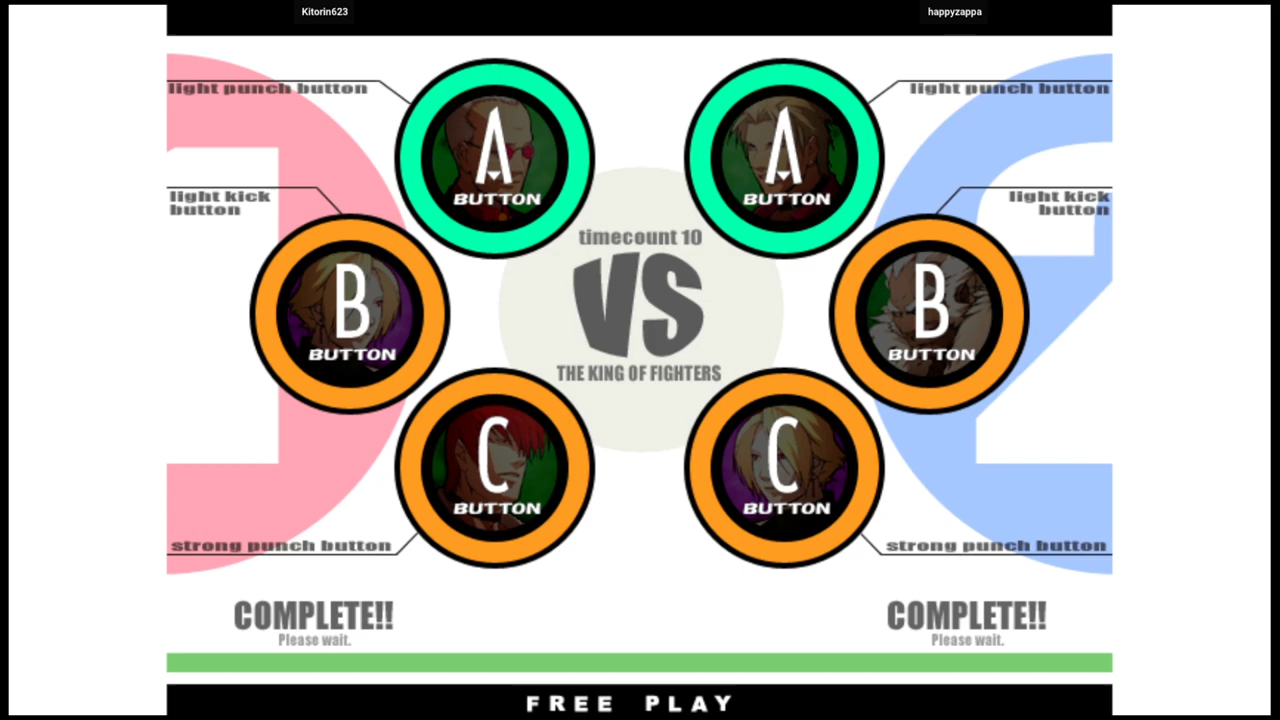 Kitorin623
happyzappa
light punch button
A
BUTTON
A
BUTTON
light punch button
light kick
button
B
BUTTON
timecount 10
VS
THE KING OF FIGHTERS
light kick
button
B
BUTTON
C
BUTTON
C
BUTTON
strong punch button
strong punch button
COMPLETE!!
Please wait.
COMPLETE!!
Please wait.
FREE PLAY
1
2